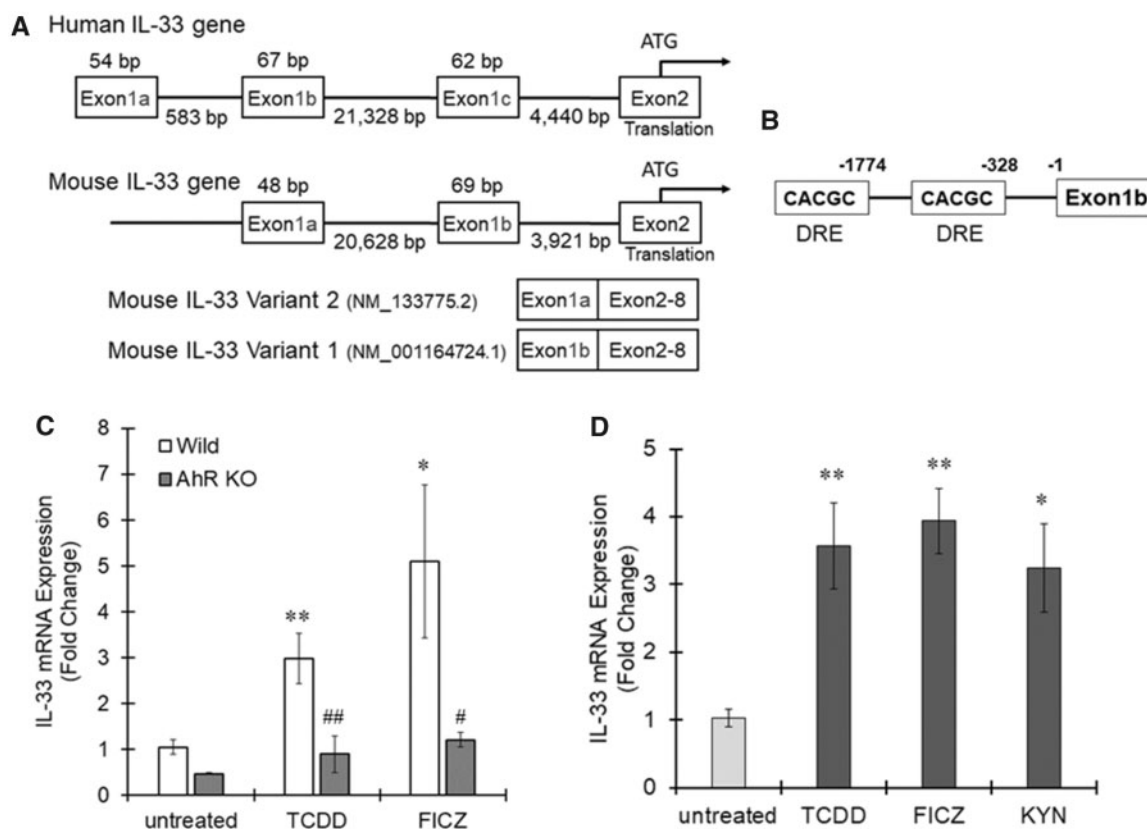 A
Human IL-33 gene
54 bp 67 bp 62 bp ATG
Exon1a Exon1b Exon1c Exon2
583 bp 21,328 bp 4,440 bp
Translation
Mouse IL-33 gene
48 bp 69 bp ATG
Exon1a Exon1b Exon2
20,628 bp 3,921 bp
Translation
Mouse IL-33 Variant 2 (NM_133775.2) Exon1a Exon2-8
Mouse IL-33 Variant 1 (NM_001164724.1) Exon1b Exon2-8
B
-1774 -328 -1
CACGC CACGC Exon1b
DRE DRE
C
IL-33 mRNA Expression
(Fold Change)
8
7
6
5
4
3
2
1
0
Wild
AhR KO
** *
## #
untreated TCDD FICZ
D
IL-33 mRNA Expression
(Fold Change)
5
4
3
2
1
0
** ** *
untreated TCDD FICZ KYN